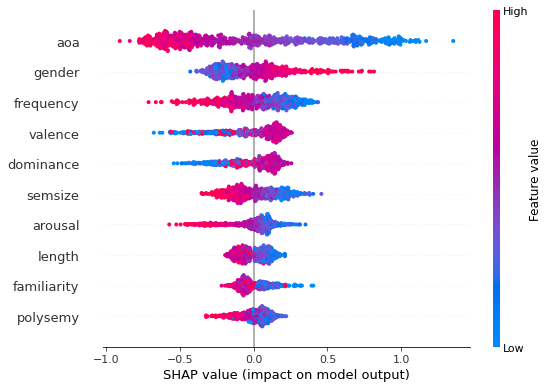 High
aoa
gender
frequency
valence
dominance
semsize
arousal
length
familiarity
polysemy
Low
Feature value
−1.0 −0.5 0.0 0.5 1.0
SHAP value (impact on model output)